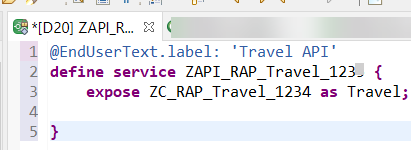 *[D20] ZAPI_R...
1 @EndUserText.label: 'Travel API'
2 define service ZAPI_RAP_Travel_123 {
3 expose ZC_RAP_Travel_1234 as Travel;
4
5 }